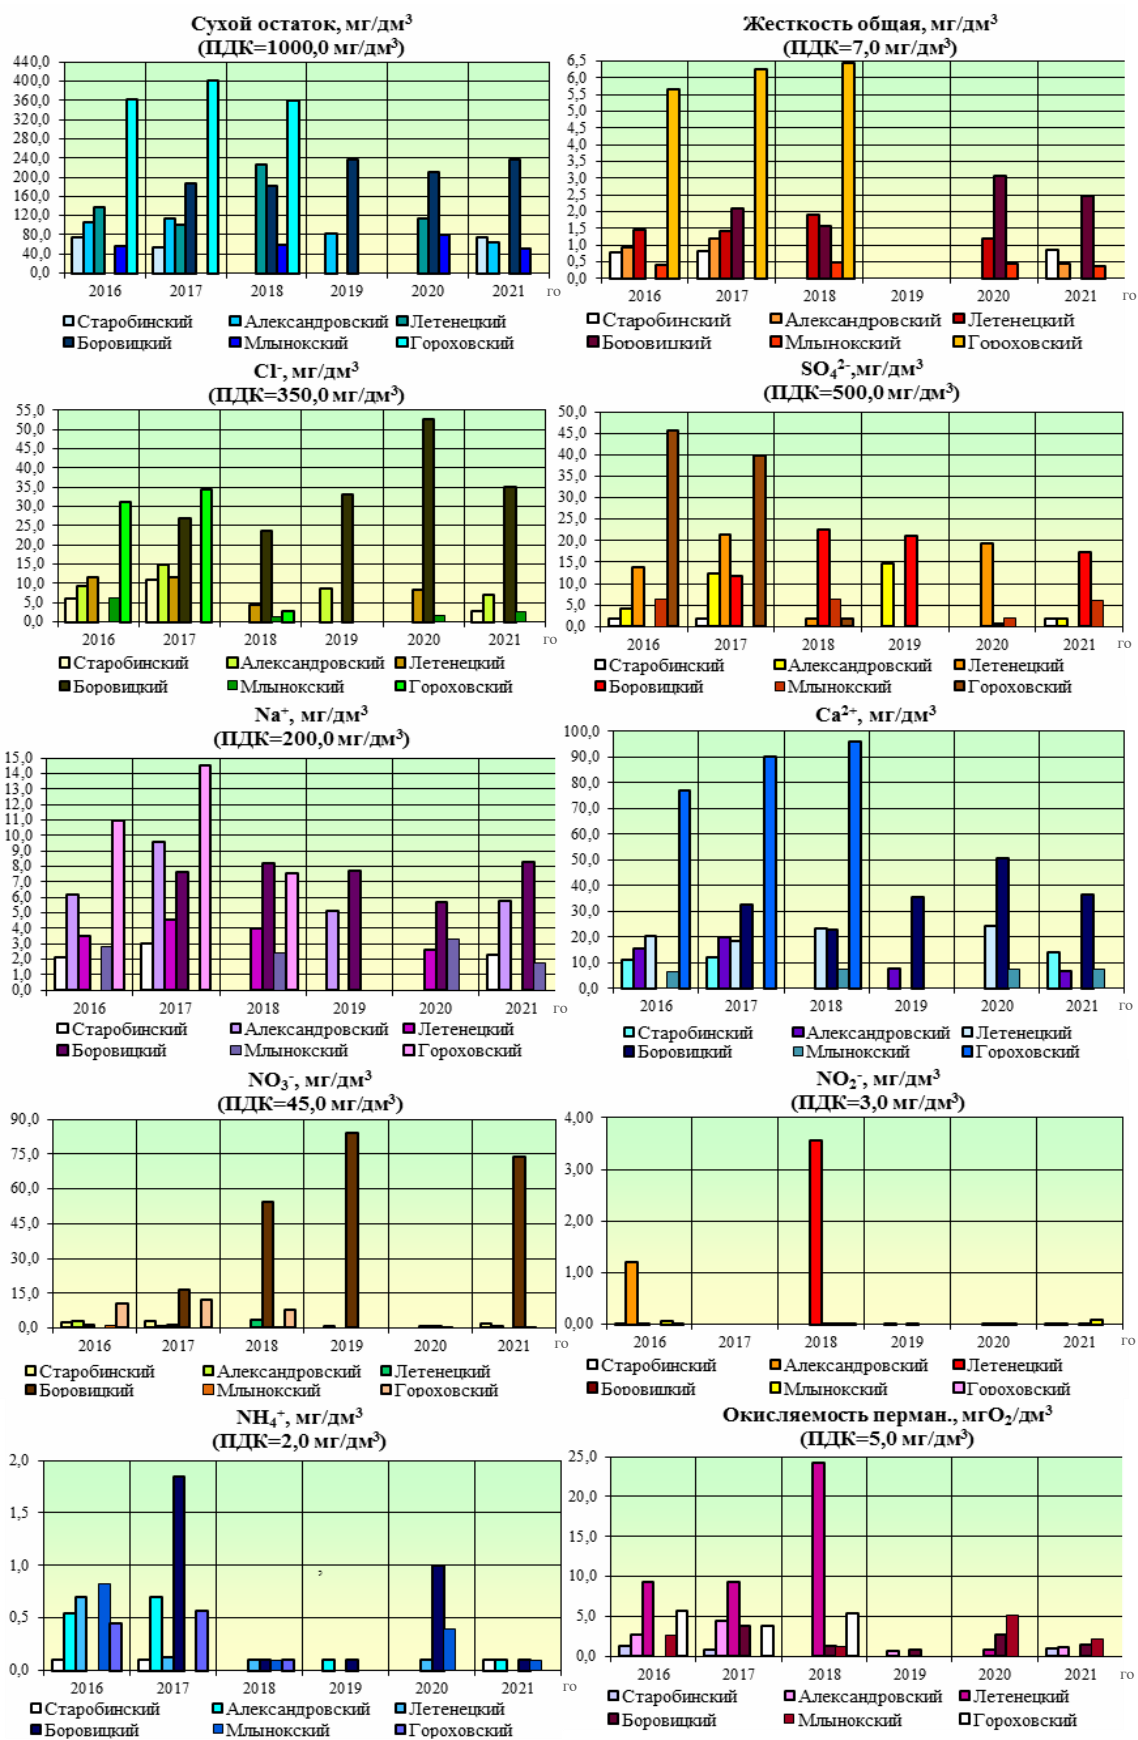 Сухой остаток, мг/дм³
(ПДК=1000,0 мг/дм³)
440,0
400,0
360,0
320,0
280,0
240,0
200,0
160,0
120,0
80,0
40,0
0,0
2016 2017 2018 2019 2020 2021 го
Старобинский Александровский Летенецкий
Боровицкий Млынокский Гороховский
Жесткость общая, мг/дм³
(ПДК=7,0 мг/дм³)
6,5
6,0
5,5
5,0
4,5
4,0
3,5
3,0
2,5
2,0
1,5
1,0
0,5
0,0
2016 2017 2018 2019 2020 2021 го
Старобинский Александровский Летенецкий
Боровицкий Млынокский Гороховский
Cl⁻, мг/дм³
(ПДК=350,0 мг/дм³)
55,0
50,0
45,0
40,0
35,0
30,0
25,0
20,0
15,0
10,0
5,0
0,0
2016 2017 2018 2019 2020 2021 го
Старобинский Александровский Летенецкий
Боровицкий Млынокский Гороховский
SO₄²⁻,мг/дм³
(ПДК=500,0 мг/дм³)
50,0
45,0
40,0
35,0
30,0
25,0
20,0
15,0
10,0
5,0
0,0
2016 2017 2018 2019 2020 2021 го
Старобинский Александровский Летенецкий
Боровицкий Млынокский Гороховский
Na⁺, мг/дм³
(ПДК=200,0 мг/дм³)
15,0
14,0
13,0
12,0
11,0
10,0
9,0
8,0
7,0
6,0
5,0
4,0
3,0
2,0
1,0
0,0
2016 2017 2018 2019 2020 2021 го
Старобинский Александровский Летенецкий
Боровицкий Млынокский Гороховский
Ca²⁺, мг/дм³
100,0
90,0
80,0
70,0
60,0
50,0
40,0
30,0
20,0
10,0
0,0
2016 2017 2018 2019 2020 2021 го
Старобинский Александровский Летенецкий
Боровицкий Млынокский Гороховский
NO₃⁻, мг/дм³
(ПДК=45,0 мг/дм³)
90,0
75,0
60,0
45,0
30,0
15,0
0,0
2016 2017 2018 2019 2020 2021 го
Старобинский Александровский Летенецкий
Боровицкий Млынокский Гороховский
NO₂⁻, мг/дм³
(ПДК=3,0 мг/дм³)
4,00
3,00
2,00
1,00
0,00
2016 2017 2018 2019 2020 2021 го
Старобинский Александровский Летенецкий
Боровицкий Млынокский Гороховский
NH₄⁺, мг/дм³
(ПДК=2,0 мг/дм³)
2,0
1,5
1,0
0,5
0,0
2016 2017 2018 2019 2020 2021 го
Старобинский Александровский Летенецкий
Боровицкий Млынокский Гороховский
Окисляемость перман., мгО₂/дм³
(ПДК=5,0 мг/дм³)
25,0
20,0
15,0
10,0
5,0
0,0
2016 2017 2018 2019 2020 2021 го
Старобинский Александровский Летенецкий
Боровицкий Млынокский Гороховский